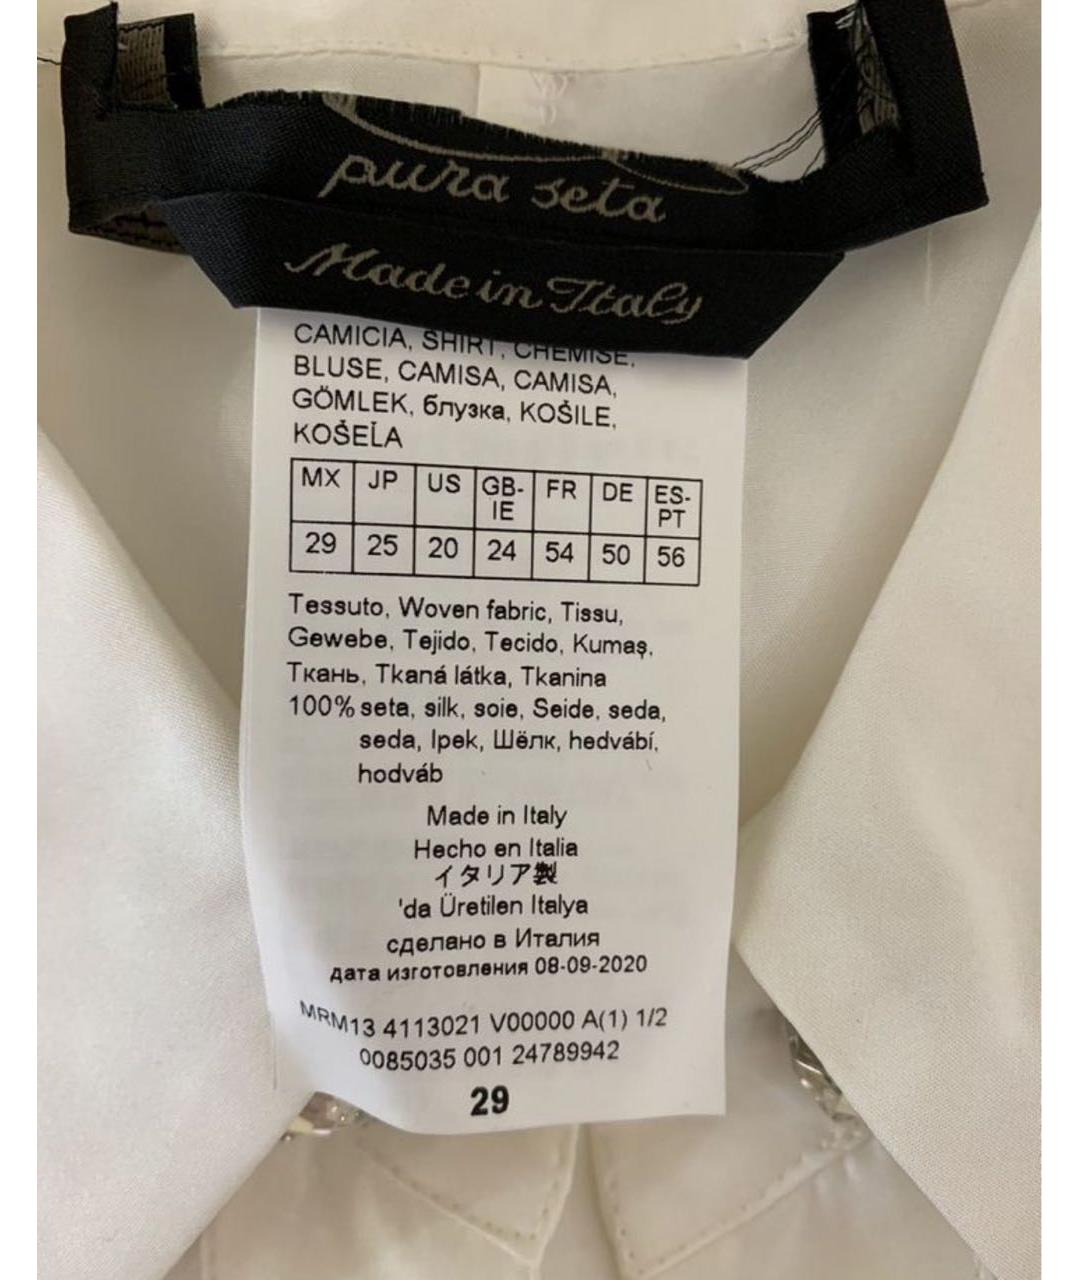 pura seta
Made in Italy
CAMICIA, SHIRT, CHEMISE,
BLUSE, CAMISA, CAMISA,
GÖMLEK, блузка, KOŠILE,
KOŠEĽA
MX JP US GB-IE FR DE ES-PT
29 25 20 24 54 50 56
Tessuto, Woven fabric, Tissu,
Gewebe, Tejido, Tecido, Kumaş,
Ткань, Tkaná látka, Tkanina
100% seta, silk, soie, Seide, seda,
seda, Ipek, Шёлк, hedvábí,
hodváb
Made in Italy
Hecho en Italia
イタリア製
'da Üretilen Italya
сделано в Италия
дата изготовления 08-09-2020
MRM13 4113021 V00000 A(1) 1/2
0085035 001 24789942
29